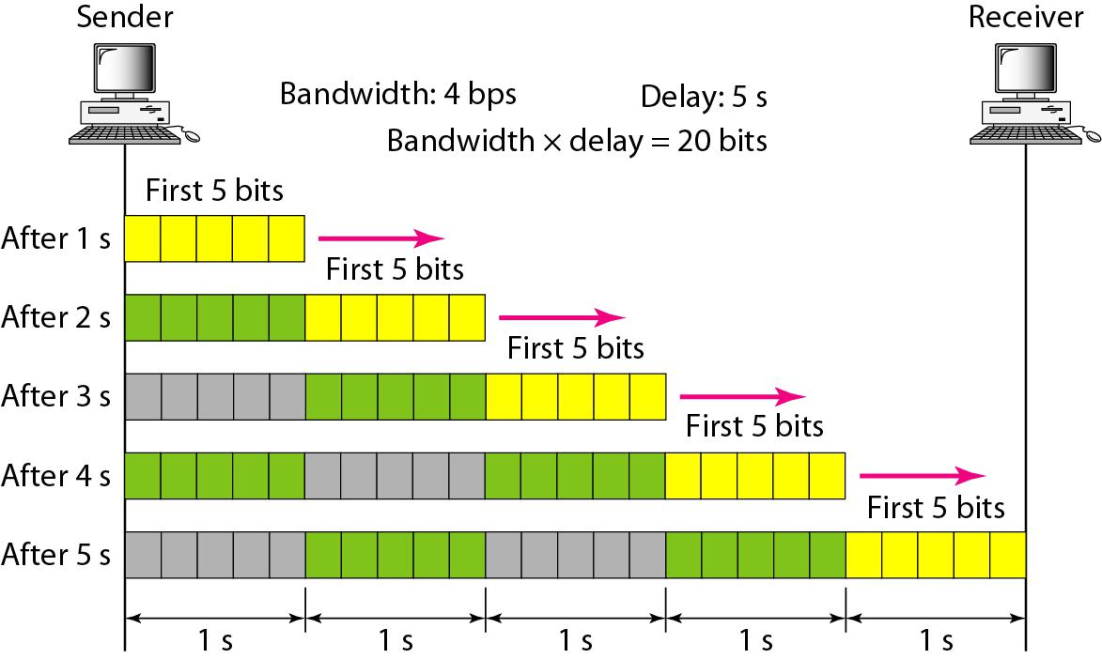 Sender
Receiver
Bandwidth: 4 bps
Delay: 5 s
Bandwidth × delay = 20 bits
First 5 bits
After 1 s
First 5 bits
After 2 s
First 5 bits
After 3 s
First 5 bits
After 4 s
First 5 bits
After 5 s
1 s
1 s
1 s
1 s
1 s